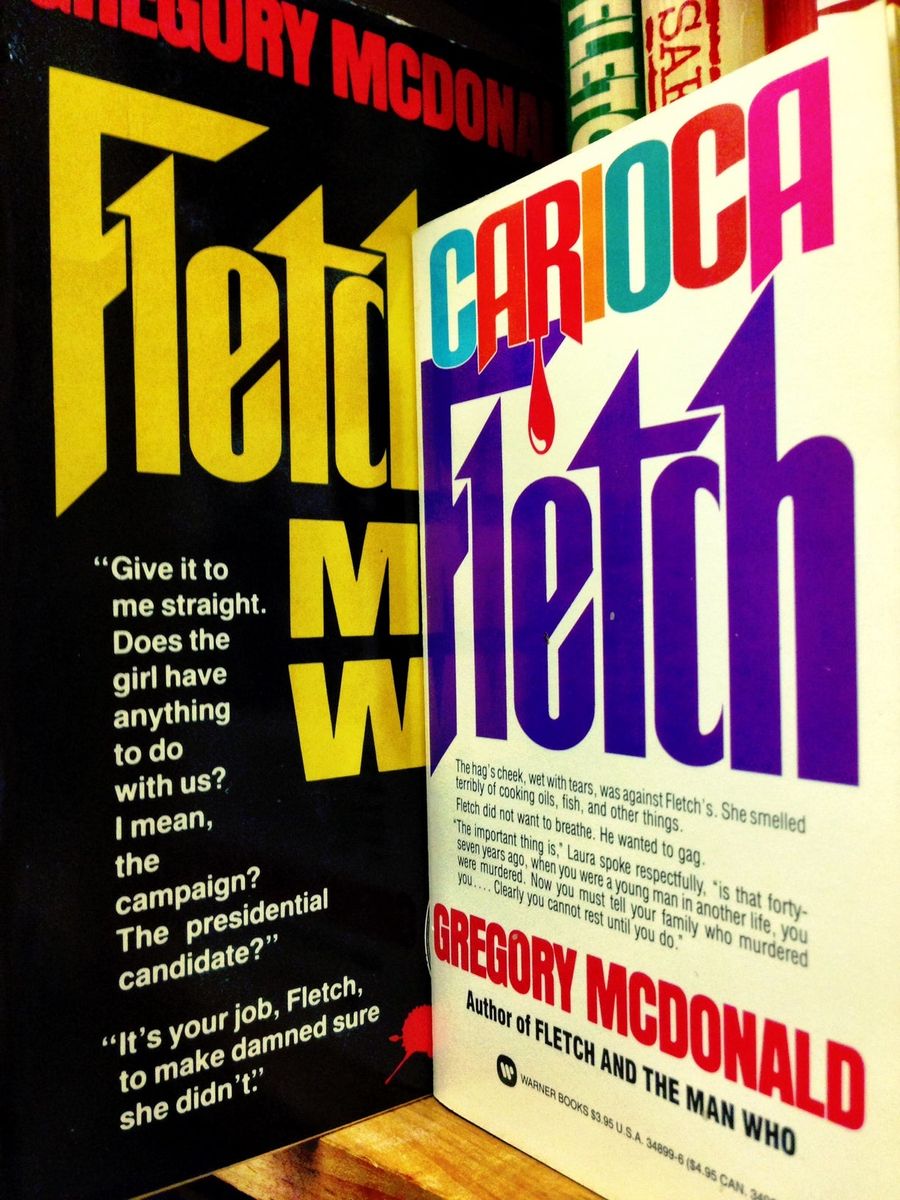 GREGORY MCDONA
Fletc
M
W
“Give it to
me straight.
Does the
girl have
anything
to do
with us?
I mean,
the
campaign?
The presidential
candidate?”
“It’s your job, Fletch,
to make damned sure
she didn’t.”
FLETC
SAF
CARIOCA
Fletch
The hag's cheek, wet with tears, was against Fletch's. She smelled
terribly of cooking oils, fish, and other things.
Fletch did not want to breathe. He wanted to gag.
"The important thing is," Laura spoke respectfully, "is that forty-
seven years ago, when you were a young man in another life, you
were murdered. Now you must tell your family who murdered
you.... Clearly you cannot rest until you do."
GREGORY MCDONALD
Author of FLETCH AND THE MAN WHO
W WARNER BOOKS $3.95 U.S.A. 34899-6 ($4.95 CAN.